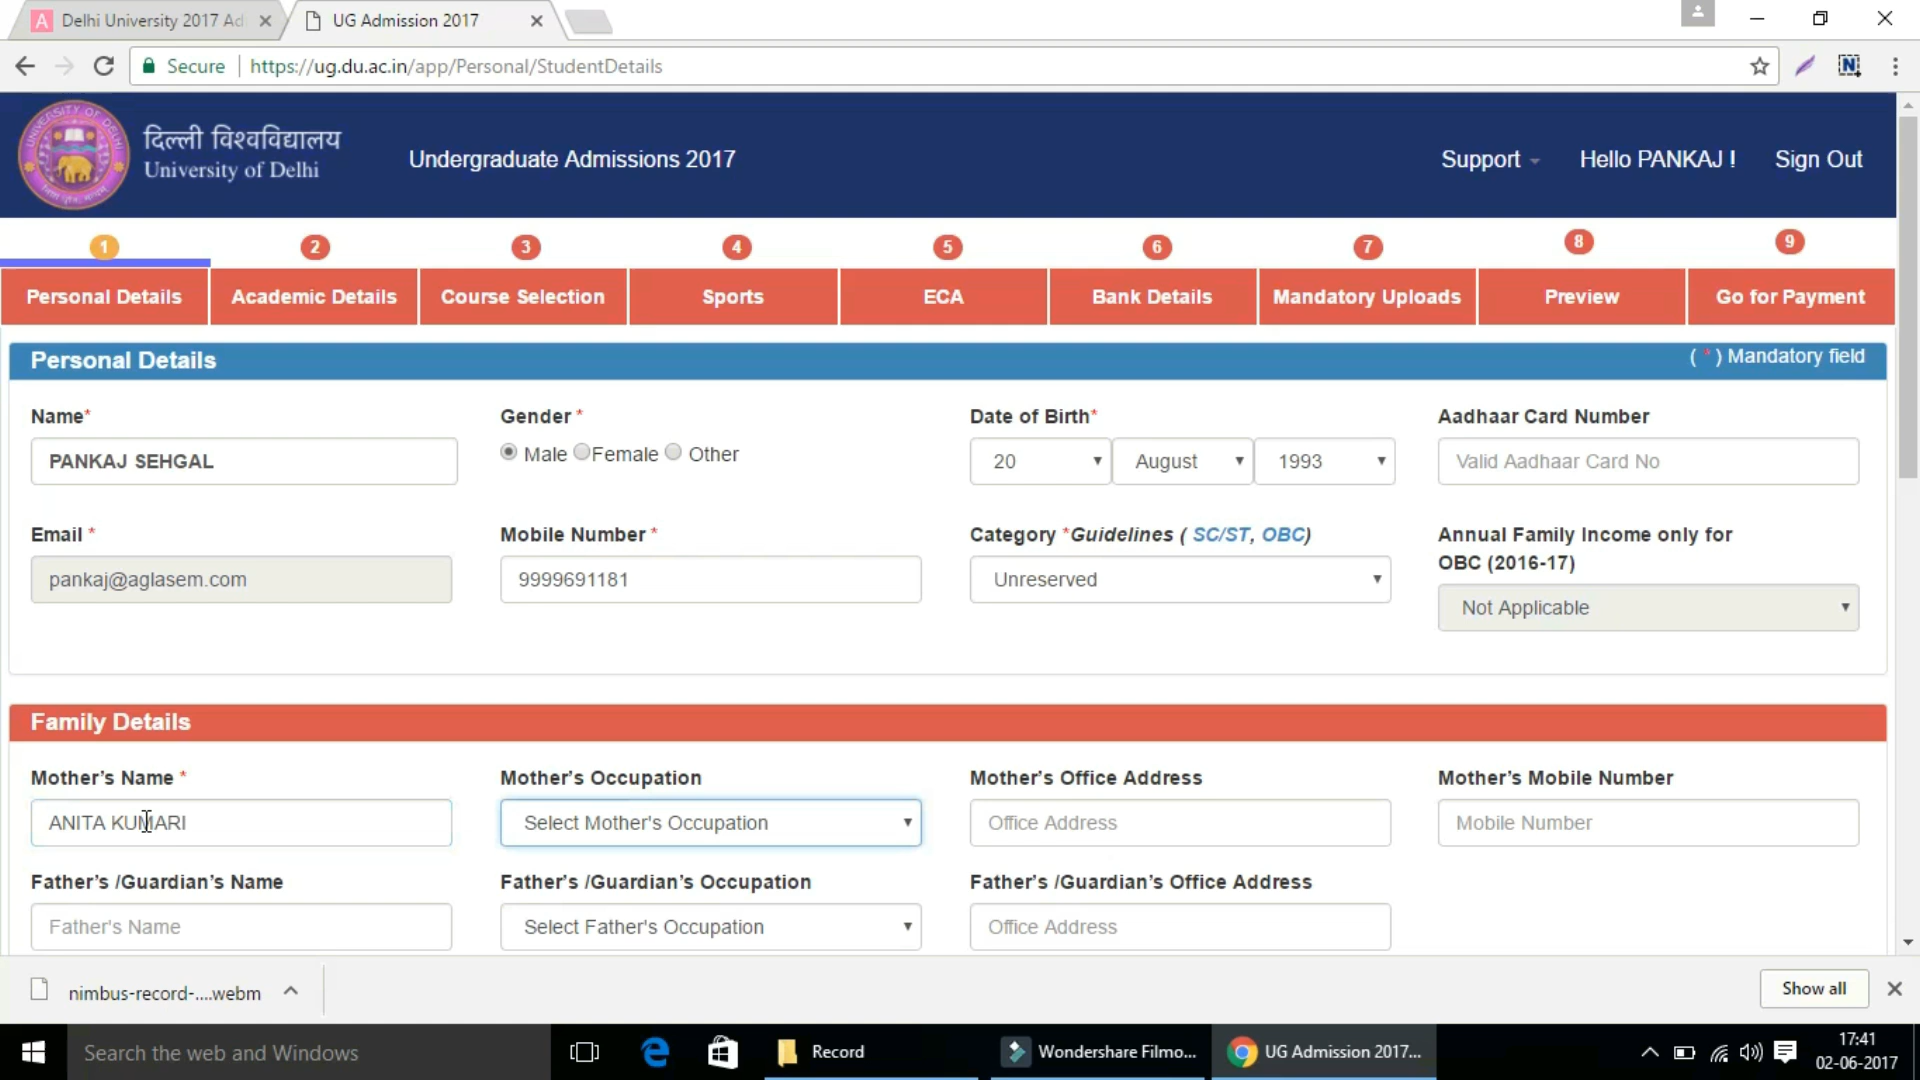 Delhi University 2017 Ad
UG Admission 2017
Secure
https://ug.du.ac.in/app/Personal/StudentDetails
दिल्ली विश्वविद्यालय
University of Delhi
Undergraduate Admissions 2017
Support
Hello PANKAJ !
Sign Out
1 2 3 4 5 6 7 8 9
Personal Details
Academic Details
Course Selection
Sports
ECA
Bank Details
Mandatory Uploads
Preview
Go for Payment
Personal Details
( * ) Mandatory field
Name*
Gender *
Date of Birth*
Aadhaar Card Number
PANKAJ SEHGAL
Male Female Other
20 August 1993
Valid Aadhaar Card No
Email *
Mobile Number *
Category *Guidelines ( SC/ST, OBC)
Annual Family Income only for
OBC (2016-17)
pankaj@aglasem.com
9999691181
Unreserved
Not Applicable
Family Details
Mother's Name *
Mother's Occupation
Mother's Office Address
Mother's Mobile Number
ANITA KUMARI
Select Mother's Occupation
Office Address
Mobile Number
Father's /Guardian's Name
Father's /Guardian's Occupation
Father's /Guardian's Office Address
Father's Name
Select Father's Occupation
Office Address
nimbus-record-....webm
Show all
Search the web and Windows
Record
Wondershare Filmo...
UG Admission 2017...
17:41
02-06-2017